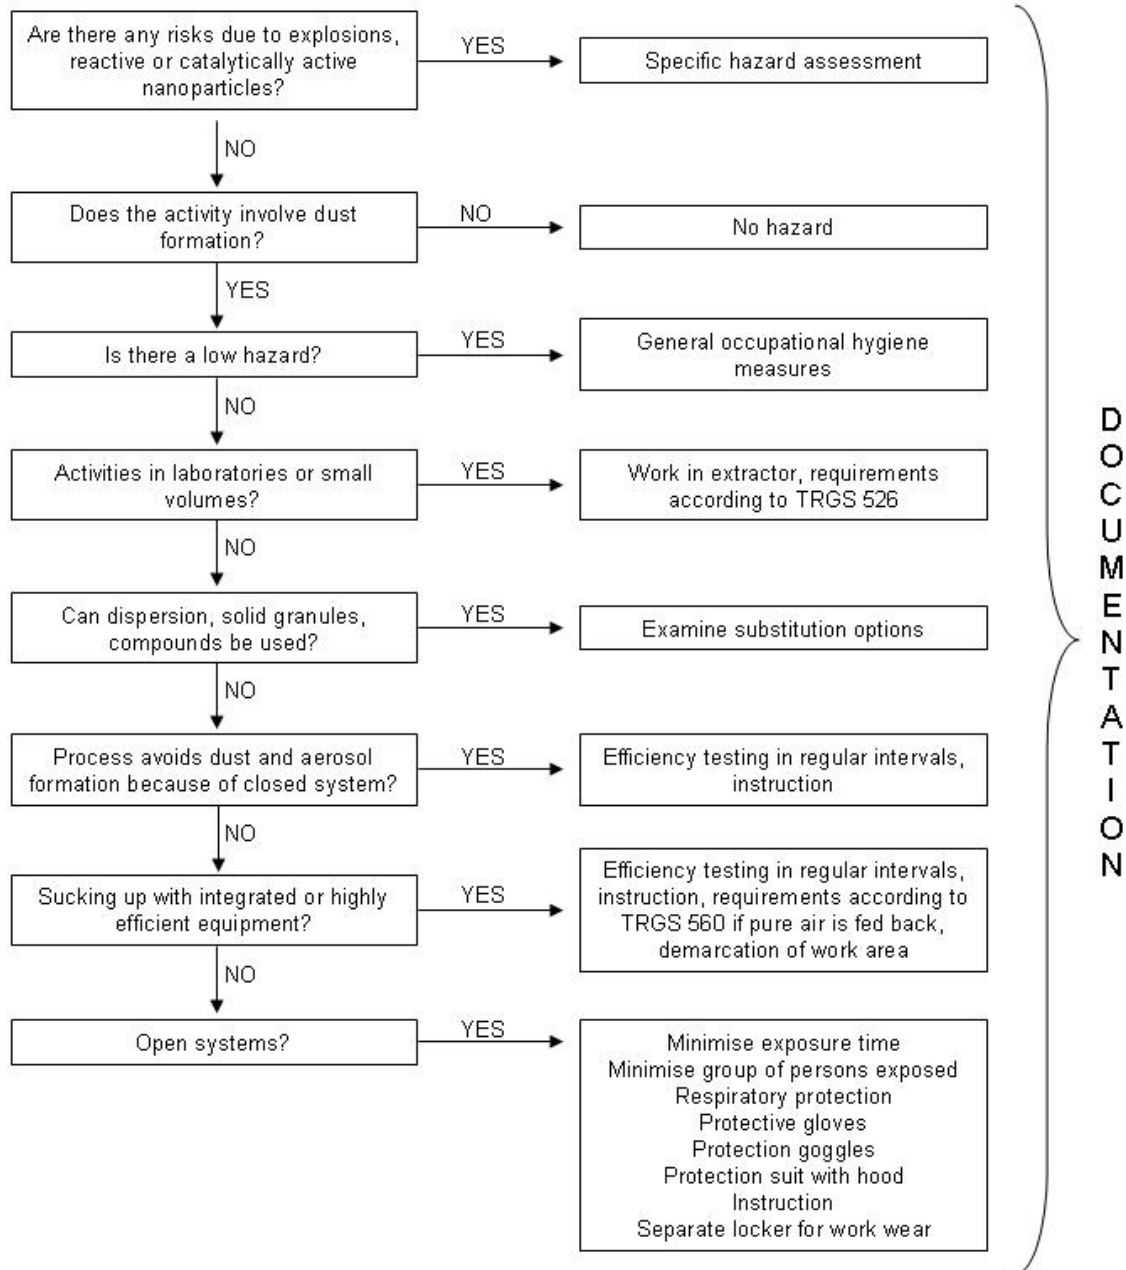 Are there any risks due to explosions,
reactive or catalytically active
nanoparticles?
YES
Specific hazard assessment
NO
Does the activity involve dust
formation?
NO
No hazard
YES
Is there a low hazard?
YES
General occupational hygiene
measures
NO
Activities in laboratories or small
volumes?
YES
Work in extractor, requirements
according to TRGS 526
NO
Can dispersion, solid granules,
compounds be used?
YES
Examine substitution options
NO
Process avoids dust and aerosol
formation because of closed system?
YES
Efficiency testing in regular intervals,
instruction
NO
Sucking up with integrated or highly
efficient equipment?
YES
Efficiency testing in regular intervals,
instruction, requirements according to
TRGS 560 if pure air is fed back,
demarcation of work area
NO
Open systems?
YES
Minimise exposure time
Minimise group of persons exposed
Respiratory protection
Protective gloves
Protection goggles
Protection suit with hood
Instruction
Separate locker for work wear
DOCUMENTATION